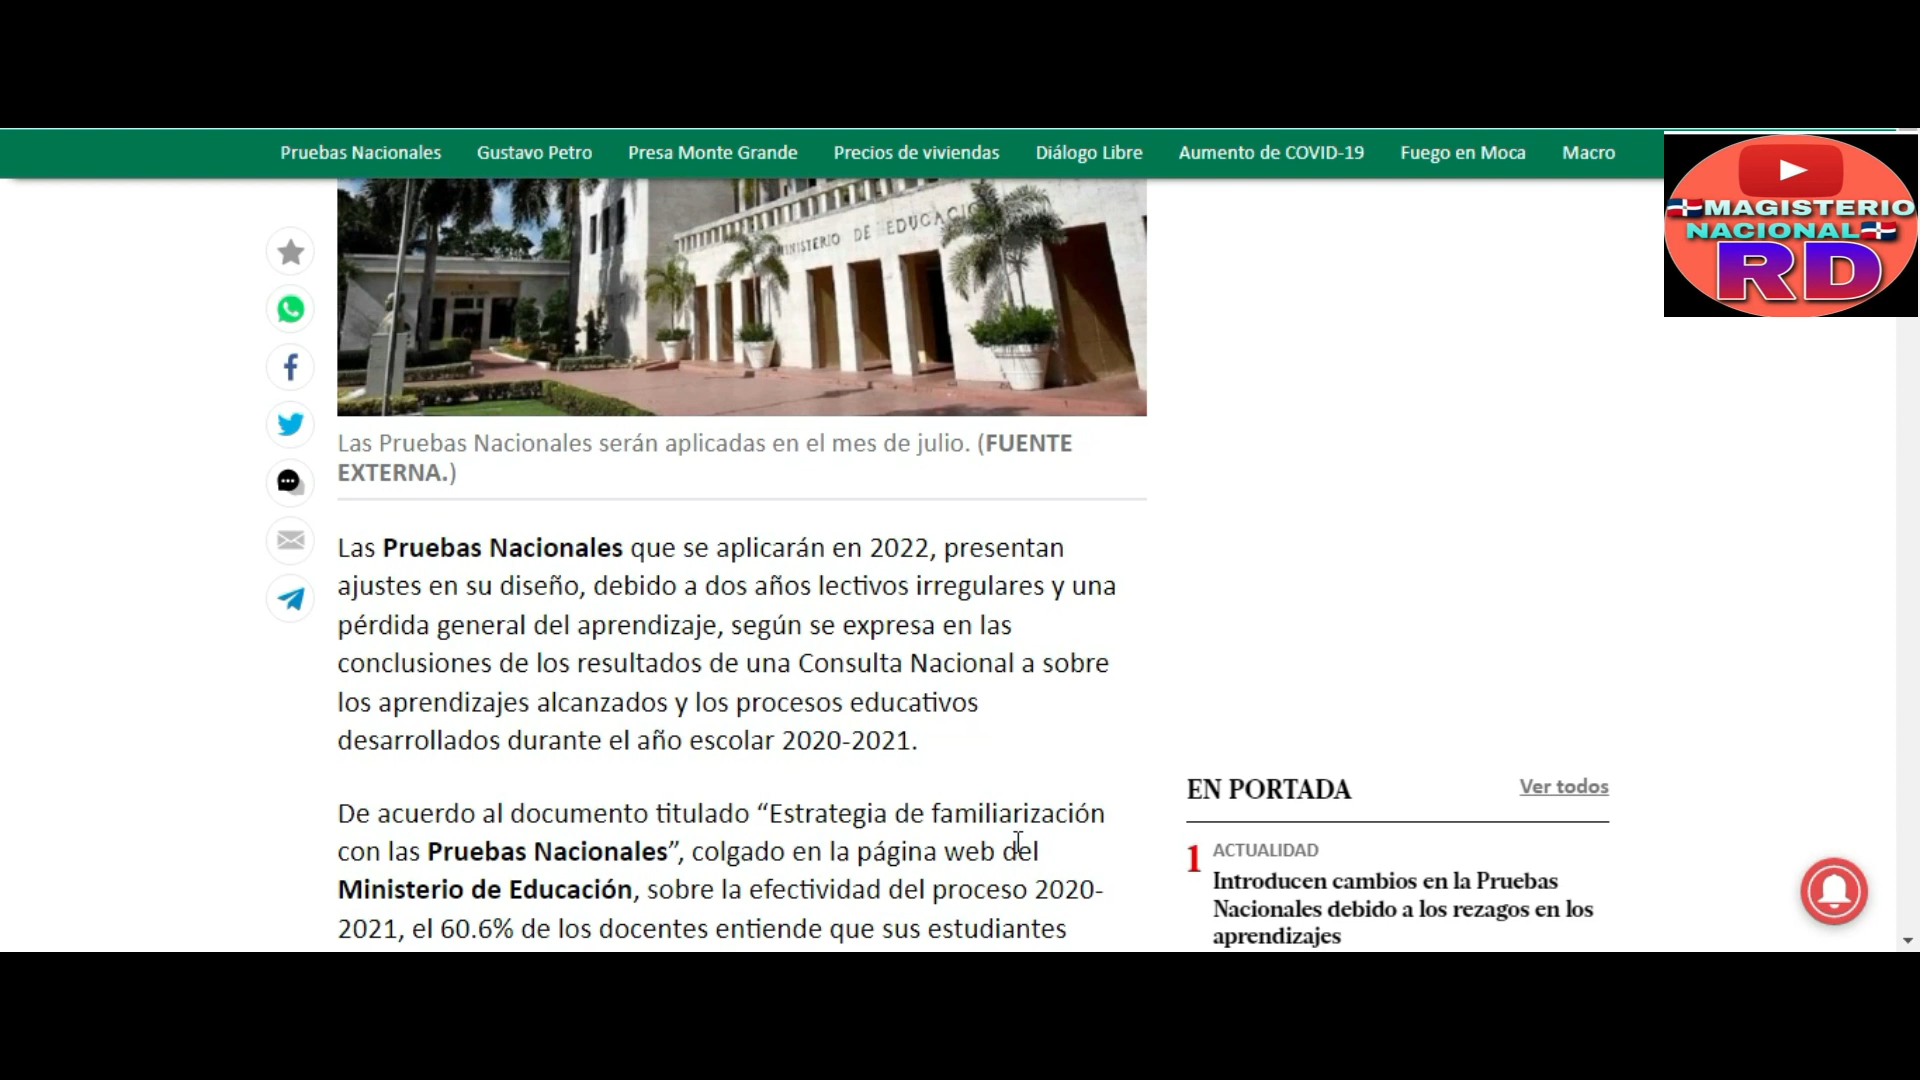 Pruebas Nacionales Gustavo Petro Presa Monte Grande Precios de viviendas Diálogo Libre Aumento de COVID-19 Fuego en Moca Macro
MAGISTERIO
NACIONAL
RD
MINISTERIO DE EDUCACIO
Las Pruebas Nacionales serán aplicadas en el mes de julio. (FUENTE
EXTERNA.)
Las Pruebas Nacionales que se aplicarán en 2022, presentan
ajustes en su diseño, debido a dos años lectivos irregulares y una
pérdida general del aprendizaje, según se expresa en las
conclusiones de los resultados de una Consulta Nacional a sobre
los aprendizajes alcanzados y los procesos educativos
desarrollados durante el año escolar 2020-2021.
De acuerdo al documento titulado “Estrategia de familiarización
con las Pruebas Nacionales”, colgado en la página web del
Ministerio de Educación, sobre la efectividad del proceso 2020-
2021, el 60.6% de los docentes entiende que sus estudiantes
EN PORTADA Ver todos
1 ACTUALIDAD
Introducen cambios en la Pruebas
Nacionales debido a los rezagos en los
aprendizajes